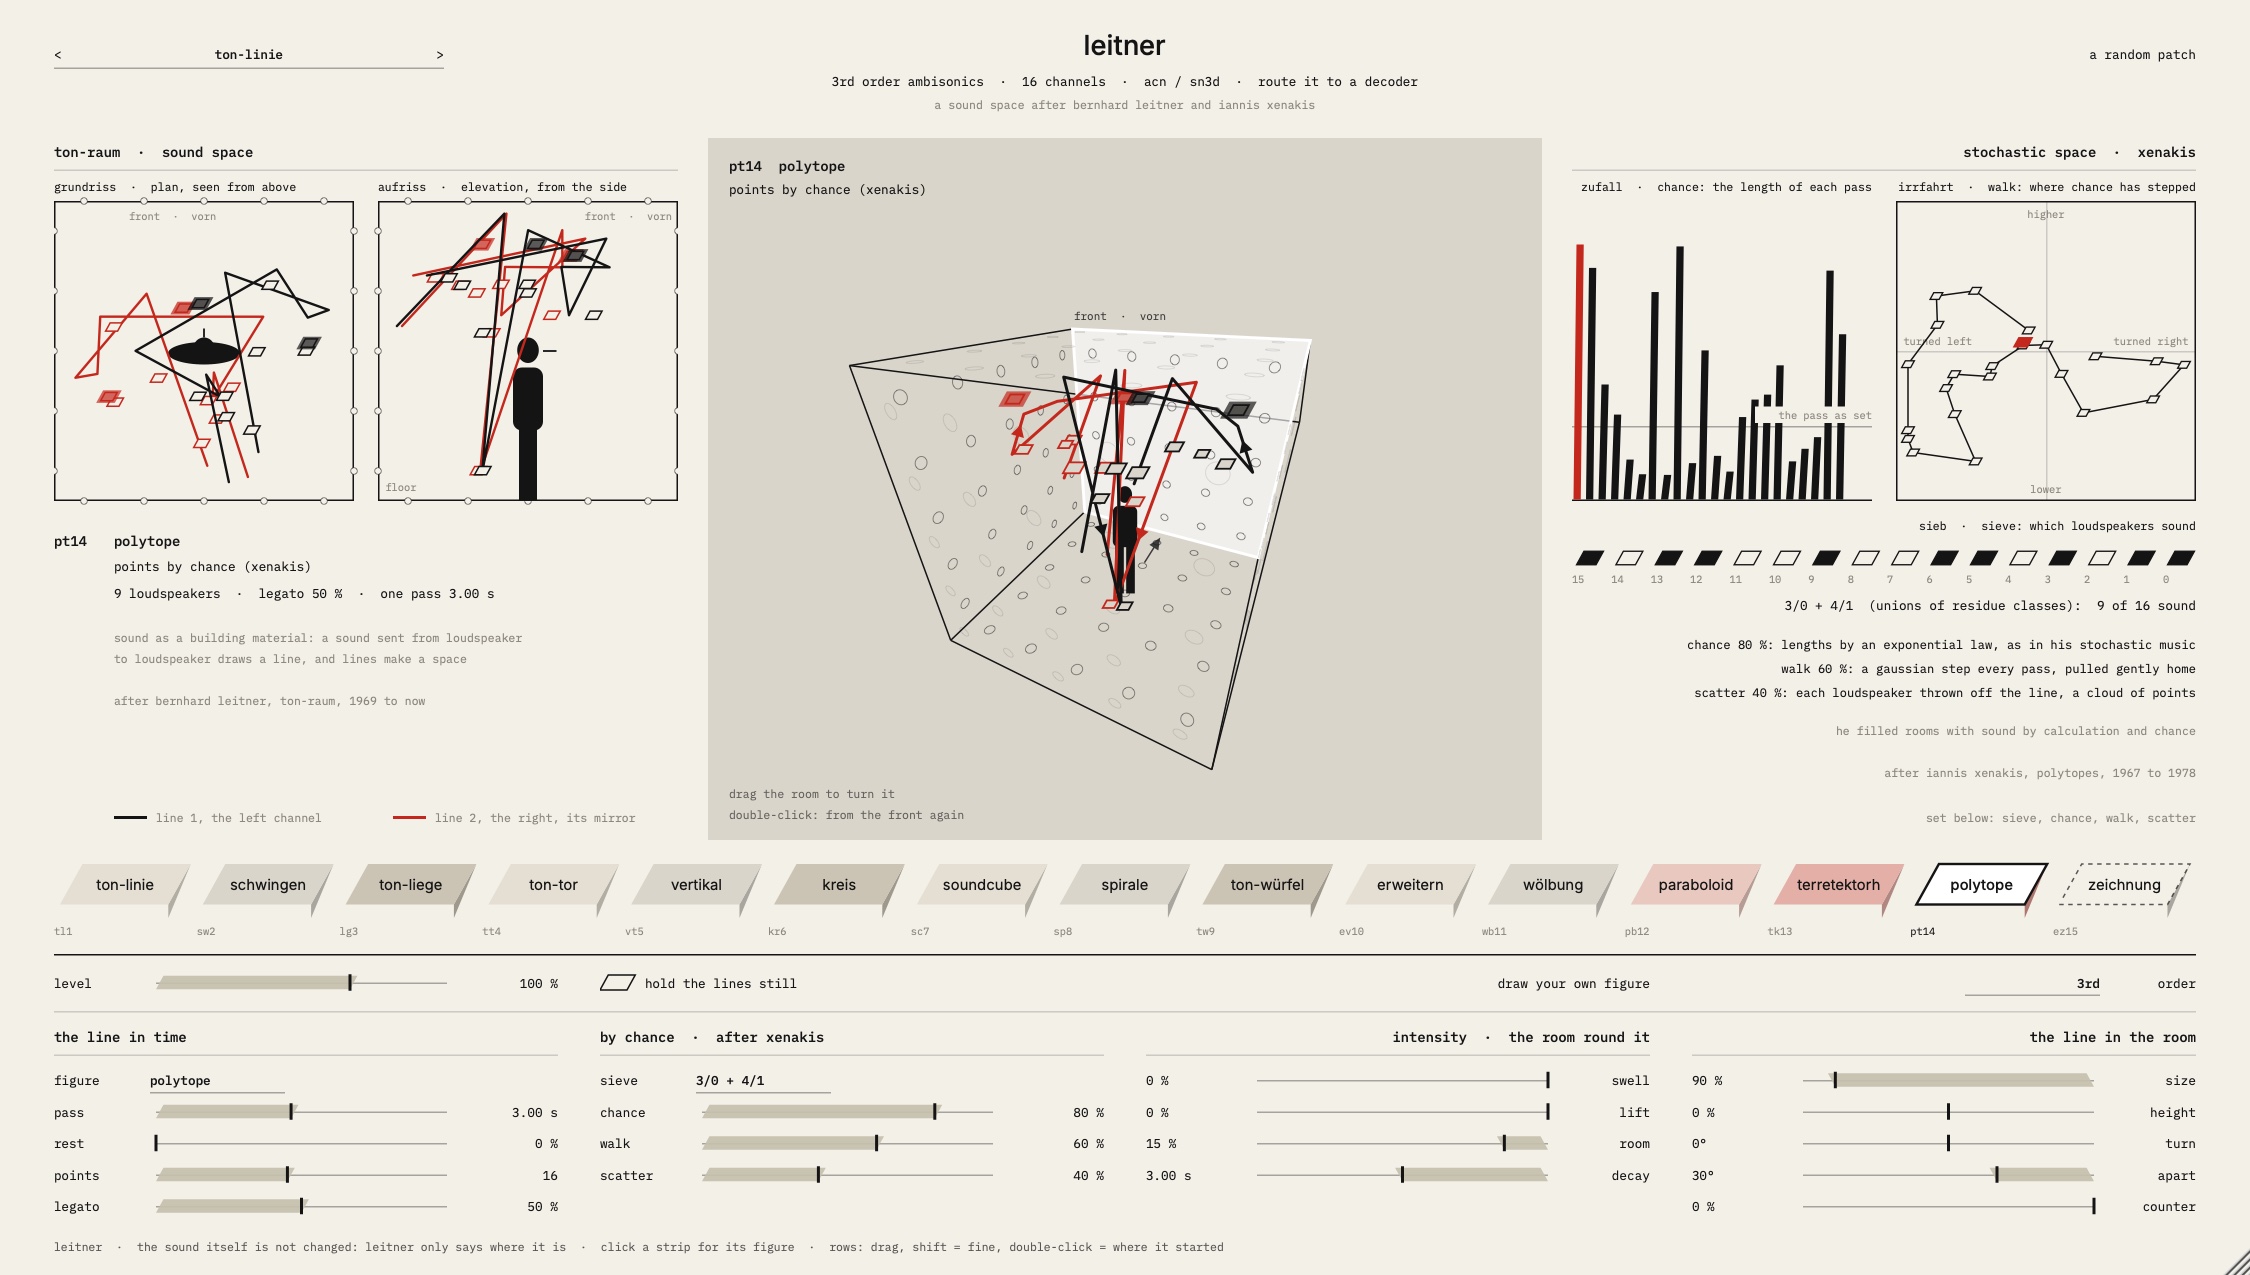 < ton-linie >
leitner
a random patch
3rd order ambisonics · 16 channels · acn / sn3d · route it to a decoder
a sound space after bernhard leitner and iannis xenakis
ton-raum · sound space
grundriss · plan, seen from above
aufriss · elevation, from the side
front · vorn
front · vorn
floor
pt14 polytope
points by chance (xenakis)
9 loudspeakers · legato 50 % · one pass 3.00 s
sound as a building material: a sound sent from loudspeaker
to loudspeaker draws a line, and lines make a space
after bernhard leitner, ton-raum, 1969 to now
line 1, the left channel
line 2, the right, its mirror
pt14 polytope
points by chance (xenakis)
front · vorn
drag the room to turn it
double-click: from the front again
stochastic space · xenakis
zufall · chance: the length of each pass
irrfahrt · walk: where chance has stepped
the pass as set
higher
turned left
turned right
lower
sieb · sieve: which loudspeakers sound
15 14 13 12 11 10 9 8 7 6 5 4 3 2 1 0
3/0 + 4/1 (unions of residue classes): 9 of 16 sound
chance 80 %: lengths by an exponential law, as in his stochastic music
walk 60 %: a gaussian step every pass, pulled gently home
scatter 40 %: each loudspeaker thrown off the line, a cloud of points
he filled rooms with sound by calculation and chance
after iannis xenakis, polytopes, 1967 to 1978
set below: sieve, chance, walk, scatter
ton-linie schwingen ton-liege ton-tor vertikal kreis soundcube spirale ton-würfel erweitern wölbung paraboloid terretektorh polytope zeichnung
tl1 sw2 lg3 tt4 vt5 kr6 sc7 sp8 tw9 ev10 wb11 pb12 tk13 pt14 ez15
level 100 %
hold the lines still
draw your own figure
3rd order
the line in time
figure polytope
pass 3.00 s
rest 0 %
points 16
legato 50 %
by chance · after xenakis
sieve 3/0 + 4/1
chance 80 %
walk 60 %
scatter 40 %
intensity · the room round it
0 % swell
0 % lift
15 % room
3.00 s decay
the line in the room
90 % size
0 % height
0° turn
30° apart
0 % counter
leitner · the sound itself is not changed: leitner only says where it is · click a strip for its figure · rows: drag, shift = fine, double-click = where it started